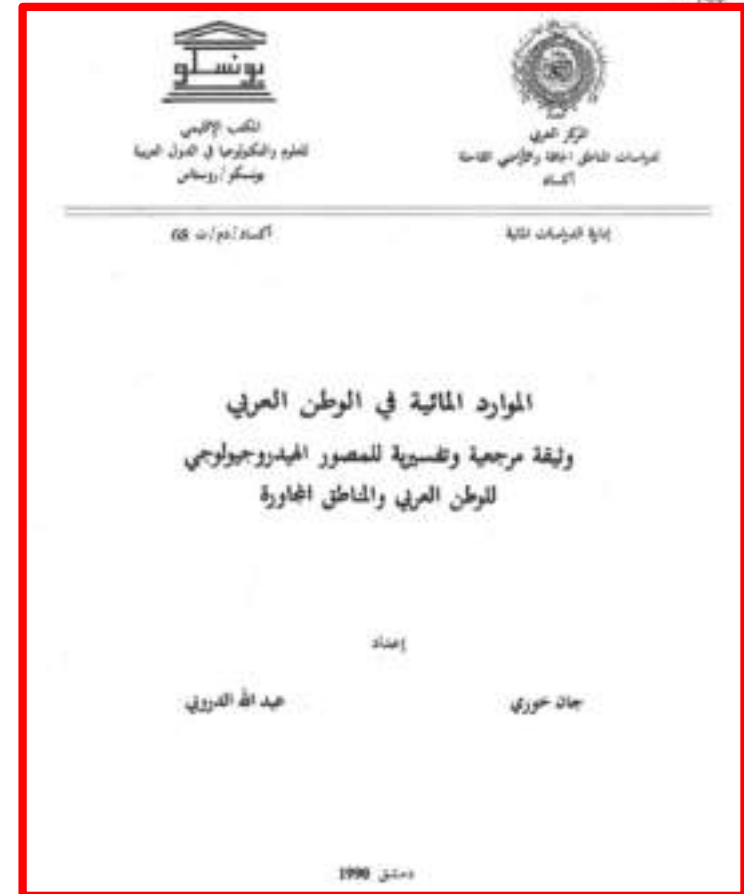 يونسكو
المركز العربي
لدراسات المناطق الجافة والأراضي القاحلة
أكساد
المكتب الإقليمي
للعلوم والتكنولوجيا في الدول العربية
يونسكو/روستاس
إدارة الدراسات المائية
أكساد/دم/ت 68
الموارد المائية في الوطن العربي
وثيقة مرجعية وتفسيرية للمصور الهيدروجيولوجي
للوطن العربي والمناطق المجاورة
إعداد
جان خوري
عبد الله الدروبي
دمشق 1990